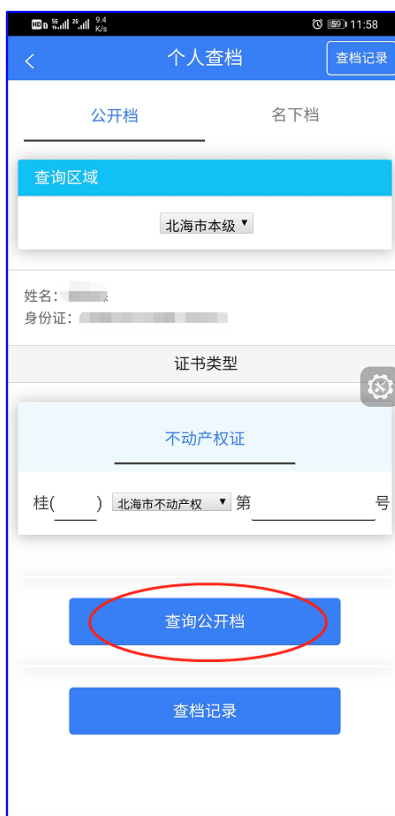 HD 5G 2G 9.4 K/s 59 11:58
个人查档 查档记录
公开档 名下档
查询区域
北海市本级
姓名：
身份证：
证书类型
不动产权证
桂( ) 北海市不动产权 第 号
查询公开档
查档记录